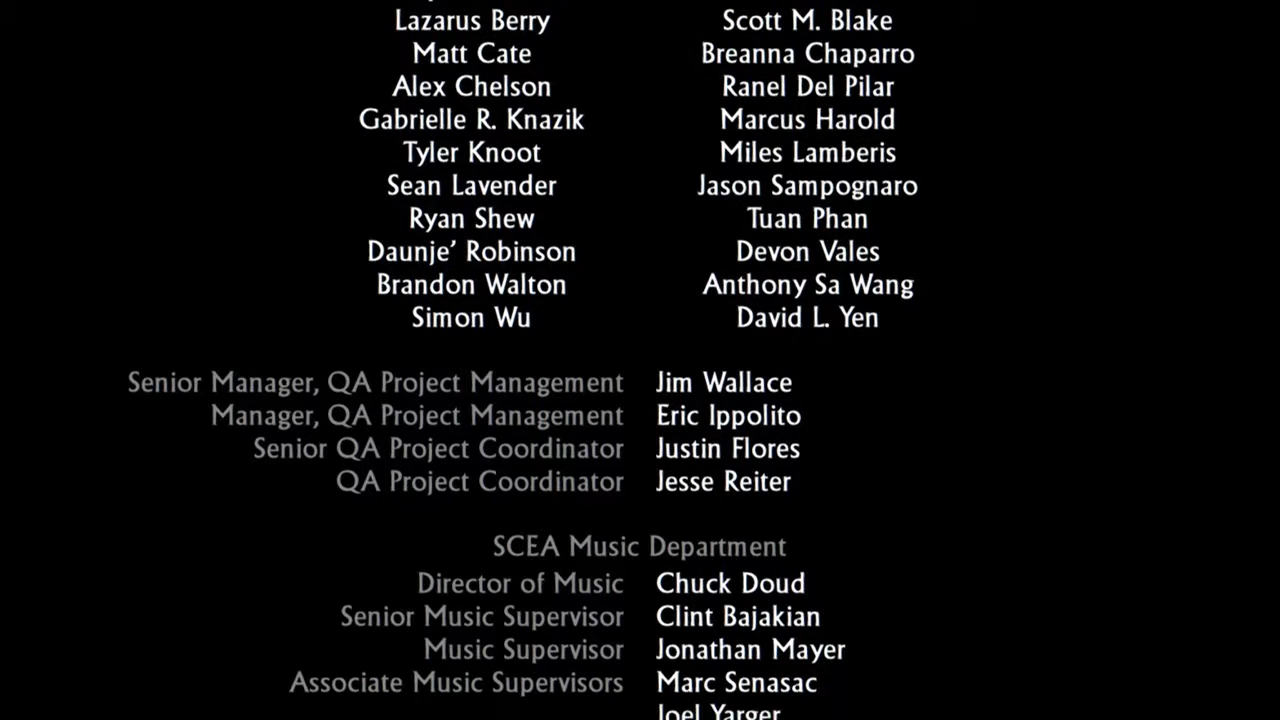 Lazarus Berry Scott M. Blake
Matt Cate Breanna Chaparro
Alex Chelson Ranel Del Pilar
Gabrielle R. Knazik Marcus Harold
Tyler Knoot Miles Lamberis
Sean Lavender Jason Sampognaro
Ryan Shew Tuan Phan
Daunje’ Robinson Devon Vales
Brandon Walton Anthony Sa Wang
Simon Wu David L. Yen
Senior Manager, QA Project Management Jim Wallace
Manager, QA Project Management Eric Ippolito
Senior QA Project Coordinator Justin Flores
QA Project Coordinator Jesse Reiter
SCEA Music Department
Director of Music Chuck Doud
Senior Music Supervisor Clint Bajakian
Music Supervisor Jonathan Mayer
Associate Music Supervisors Marc Senasac
Joel Yarger